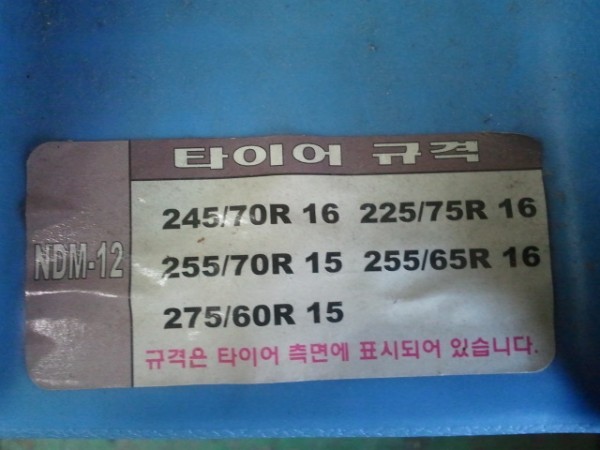 타이어 규격
NDM-12
245/70R 16 225/75R 16
255/70R 15 255/65R 16
275/60R 15
규격은 타이어 측면에 표시되어 있습니다.